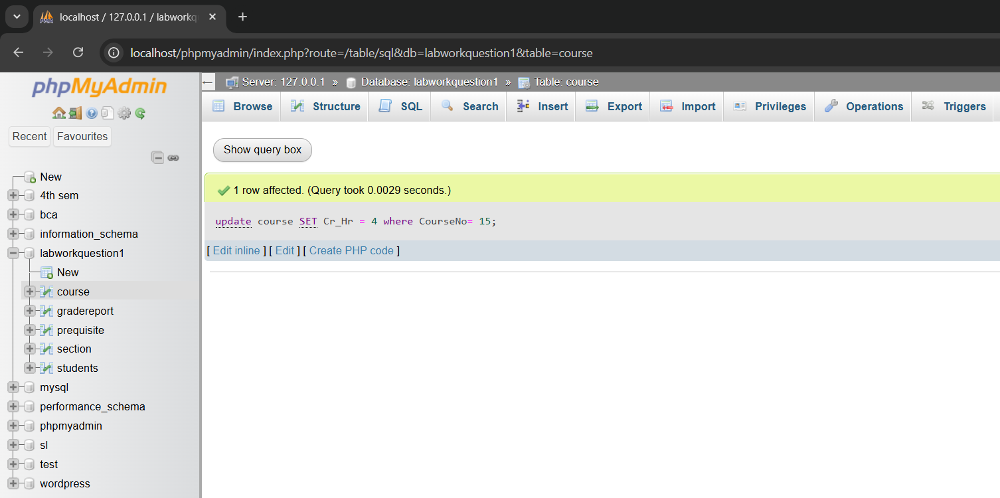 localhost / 127.0.0.1 / labworkq
localhost/phpmyadmin/index.php?route=/table/sql&db=labworkquestion1&table=course
phpMyAdmin
Recent Favourites
New
4th sem
bca
information_schema
labworkquestion1
New
course
gradereport
prequisite
section
students
mysql
performance_schema
phpmyadmin
sl
test
wordpress
Server: 127.0.0.1 » Database: labworkquestion1 » Table: course
Browse Structure SQL Search Insert Export Import Privileges Operations Triggers
Show query box
1 row affected. (Query took 0.0029 seconds.)
update course SET Cr_Hr = 4 where CourseNo= 15;
[ Edit inline ] [ Edit ] [ Create PHP code ]